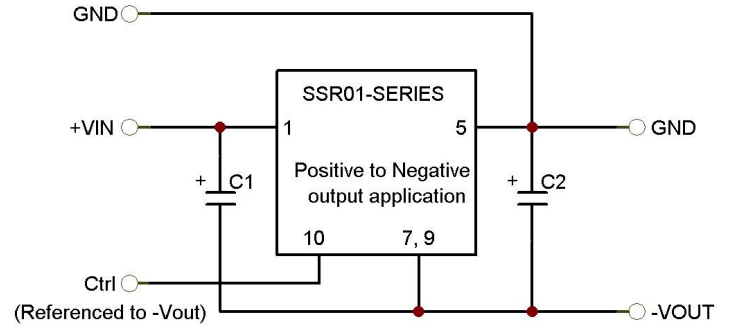 GND
SSR01-SERIES
+VIN
1
5
GND
Positive to Negative
output application
+ C1
+ C2
10
7, 9
Ctrl
(Referenced to -Vout)
-VOUT